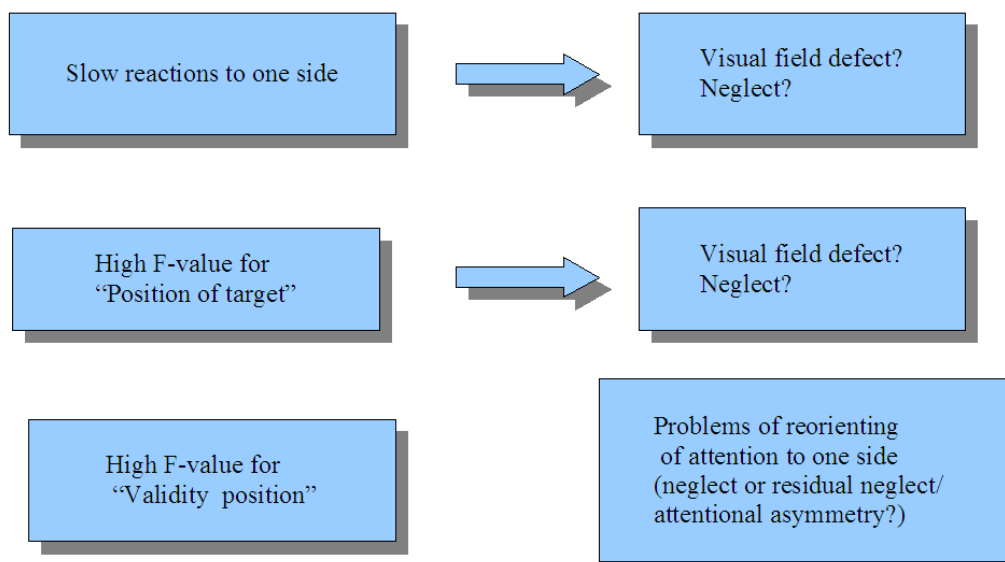 Slow reactions to one side
Visual field defect?
Neglect?
High F-value for
“Position of target”
Visual field defect?
Neglect?
High F-value for
“Validity position”
Problems of reorienting
of attention to one side
(neglect or residual neglect/
attentional asymmetry?)